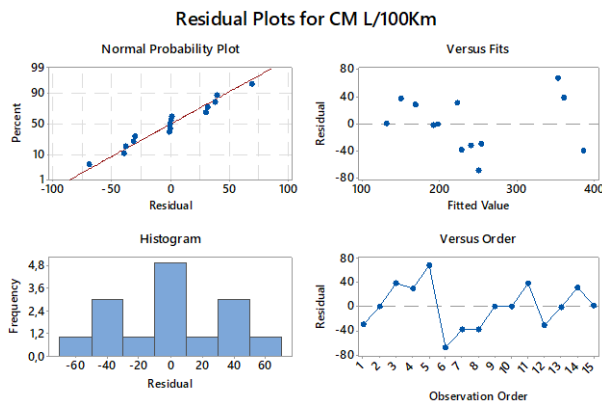 Residual Plots for CM L/100Km
Normal Probability Plot
99
90
50
10
1
Percent
-100 -50 0 50 100
Residual
Versus Fits
80
40
0
-40
-80
Residual
100 200 300 400
Fitted Value
Histogram
4,8
3,6
2,4
1,2
0,0
Frequency
-60 -40 -20 0 20 40 60
Residual
Versus Order
80
40
0
-40
-80
Residual
1 2 3 4 5 6 7 8 9 10 11 12 13 14 15
Observation Order